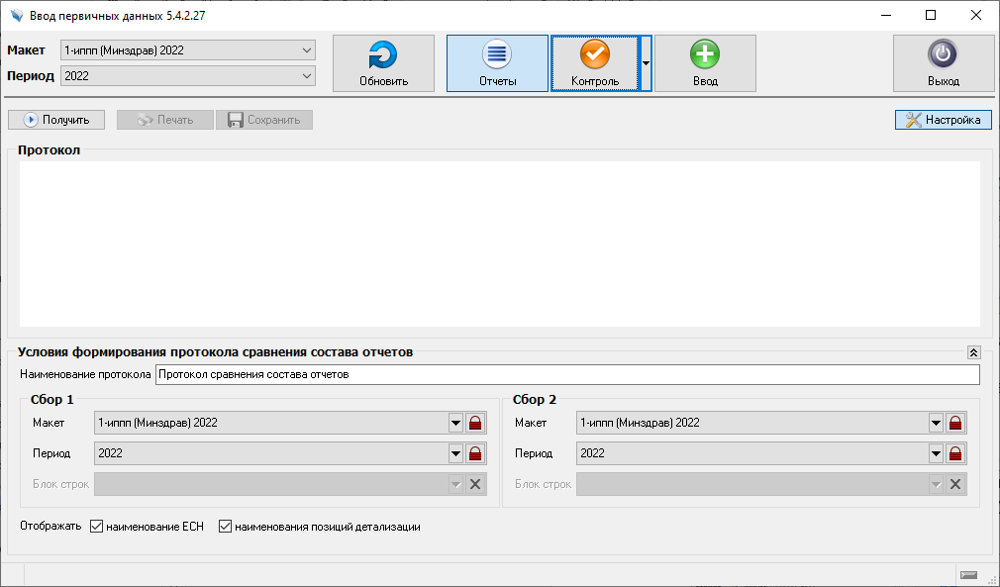 Ввод первичных данных 5.4.2.27
Макет 1-иппп (Минздрав) 2022
Период 2022
Обновить Отчеты Контроль Ввод Выход
Получить Печать Сохранить Настройка
Протокол
Условия формирования протокола сравнения состава отчетов
Наименование протокола Протокол сравнения состава отчетов
Сбор 1 Сбор 2
Макет 1-иппп (Минздрав) 2022 Макет 1-иппп (Минздрав) 2022
Период 2022 Период 2022
Блок строк Блок строк
Отображать наименование ЕСН наименования позиций детализации